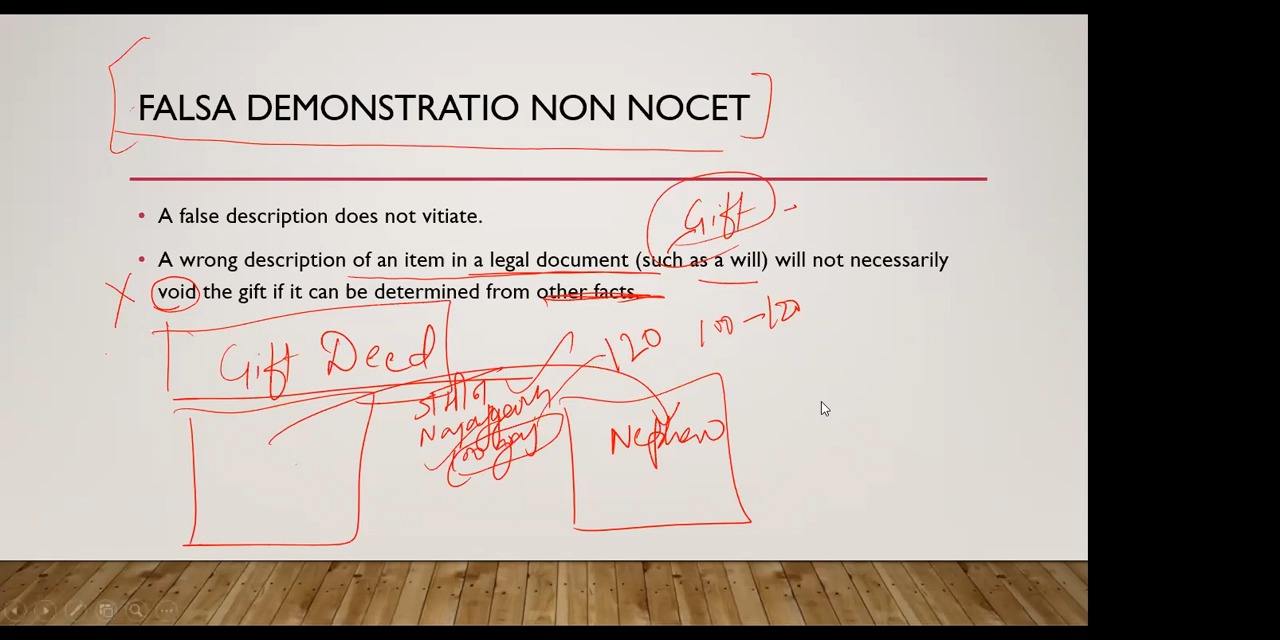 FALSA DEMONSTRATIO NON NOCET
• A false description does not vitiate.
Gift
• A wrong description of an item in a legal document (such as a will) will not necessarily
void the gift if it can be determined from other facts.
X
Gift Deed
120 100-120
Nephew